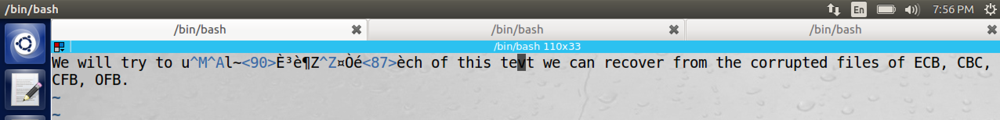 /bin/bash
En
7:56 PM
/bin/bash
/bin/bash
/bin/bash
/bin/bash 110x33
We will try to u^M^Al~<90>È³è¶Z^Z¤Òé<87>èch of this tevt we can recover from the corrupted files of ECB, CBC,
CFB, OFB.
~
~